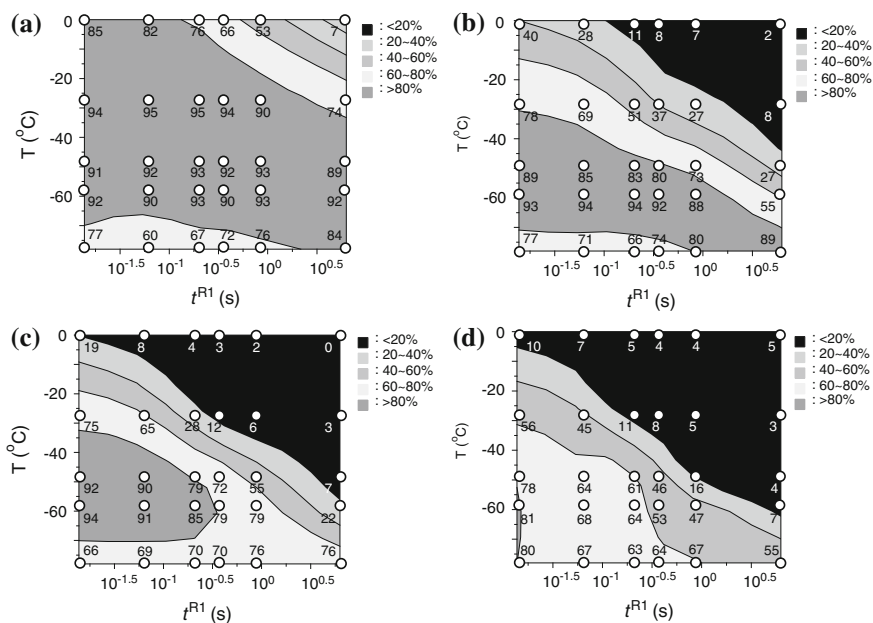 (a)
0
-20
-40
-60
T (°C)
85 82 76 66 53 7
94 95 95 94 90 74
91 92 93 92 93 89
92 90 93 90 93 92
77 60 67 72 76 84
10^-1.5 10^-1 10^-0.5 10^0 10^0.5
t^R1 (s)
: <20%
: 20~40%
: 40~60%
: 60~80%
: >80%
(b)
0
-20
-40
-60
T (°C)
40 28 11 8 7 2
78 69 51 37 27 8
89 85 83 80 73 27
93 94 94 92 88 55
77 71 66 74 80 89
10^-1.5 10^-1 10^-0.5 10^0 10^0.5
t^R1 (s)
: <20%
: 20~40%
: 40~60%
: 60~80%
: >80%
(c)
0
-20
-40
-60
T (°C)
19 8 4 3 2 0
75 65 28 12 6 3
92 90 79 72 55 7
94 91 85 79 79 22
66 69 70 70 76 76
10^-1.5 10^-1 10^-0.5 10^0 10^0.5
t^R1 (s)
: <20%
: 20~40%
: 40~60%
: 60~80%
: >80%
(d)
0
-20
-40
-60
T (°C)
10 7 5 4 4 5
56 45 11 8 5 3
78 64 61 46 16 4
81 68 64 53 47 7
80 67 63 64 67 55
10^-1.5 10^-1 10^-0.5 10^0 10^0.5
t^R1 (s)
: <20%
: 20~40%
: 40~60%
: 60~80%
: >80%